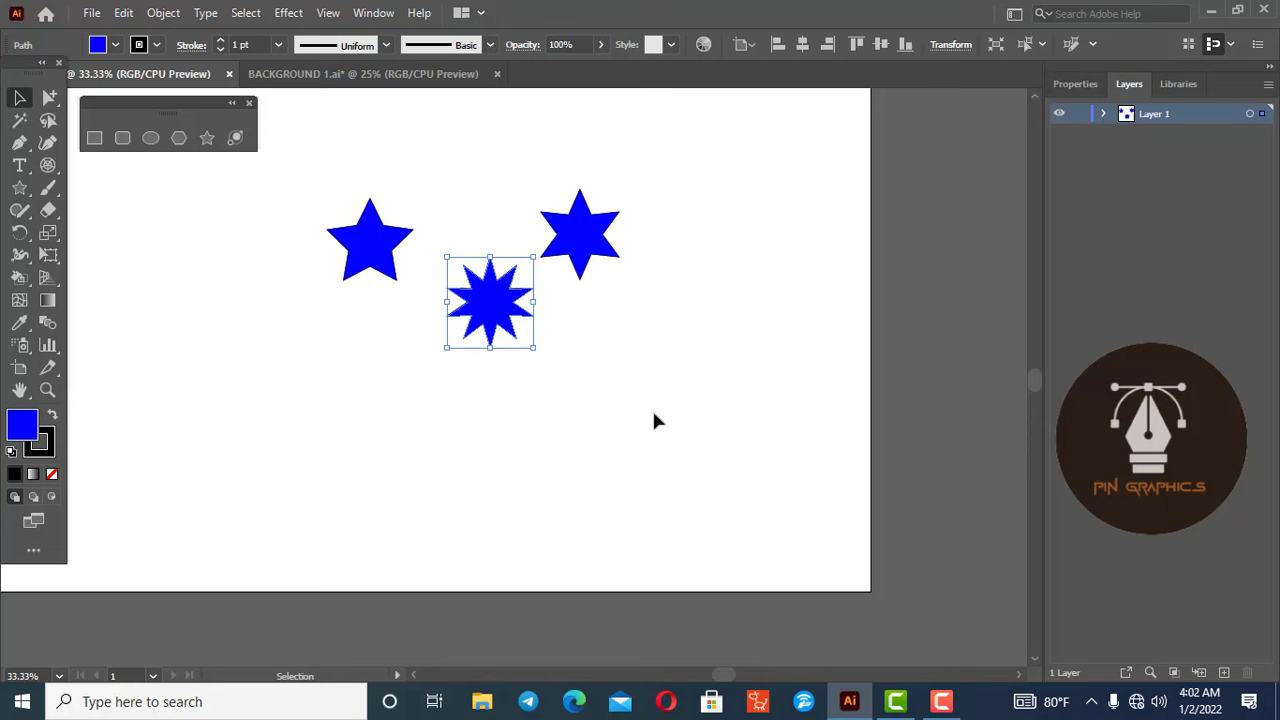 Ai File Edit Object Type Select Effect View Window Help Search Adobe Help
Path Stroke: 1 pt Uniform Basic Opacity: 100% Style: Transform
@ 33.33% (RGB/CPU Preview) × BACKGROUND 1.ai* @ 25% (RGB/CPU Preview) ×
Properties Layers Libraries
Layer 1
PIN GRAPHICS
33.33% 1 Selection 1 Layer
Type here to search Ai 80°F 4:02 AM
1/2/2022